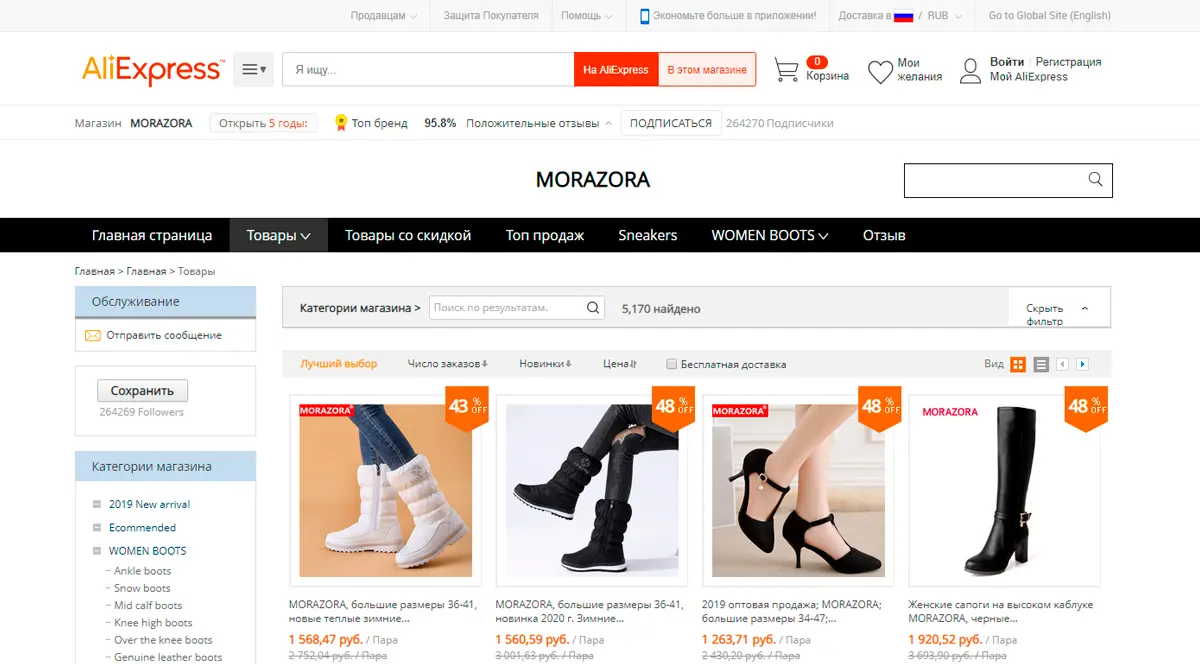 Продавцам
Защита Покупателя
Помощь
Экономьте больше в приложении!
Доставка в / RUB
Go to Global Site (English)
AliExpress™
Я ищу...
На AliExpress
В этом магазине
0
Корзина
Мои
желания
Войти | Регистрация
Мой AliExpress
Магазин MORAZORA
Открыть 5 годы:
Топ бренд
95.8% Положительные отзывы
ПОДПИСАТЬСЯ
264270 Подписчики
MORAZORA
Главная страница
Товары
Товары со скидкой
Топ продаж
Sneakers
WOMEN BOOTS
Отзыв
Главная > Главная > Товары
Обслуживание
Отправить сообщение
Сохранить
264269 Followers
Категории магазина
2019 New arrival
Ecommended
WOMEN BOOTS
Ankle boots
Snow boots
Mid calf boots
Knee high boots
Over the knee boots
Genuine leather boots
Категории магазина >
Поиск по результатам.
5,170 найдено
Скрыть
фильтр
Лучший выбор
Число заказов
Новинки
Цена
Бесплатная доставка
Вид
MORAZORA®
43 % OFF
MORAZORA, большие размеры 36-41,
новые теплые зимние...
1 568,47 руб. / Пара
2 752,04 руб. / Пара
48 % OFF
MORAZORA, большие размеры 36-41,
новинка 2020 г. Зимние...
1 560,59 руб. / Пара
3 001,63 руб. / Пара
MORAZORA®
48 % OFF
2019 оптовая продажа; MORAZORA;
большие размеры 34-47;...
1 263,71 руб. / Пара
2 430,20 руб. / Пара
MORAZORA
48 % OFF
Женские сапоги на высоком каблуке
MORAZORA, черные...
1 920,52 руб. / Пара
3 693,90 руб. / Пара